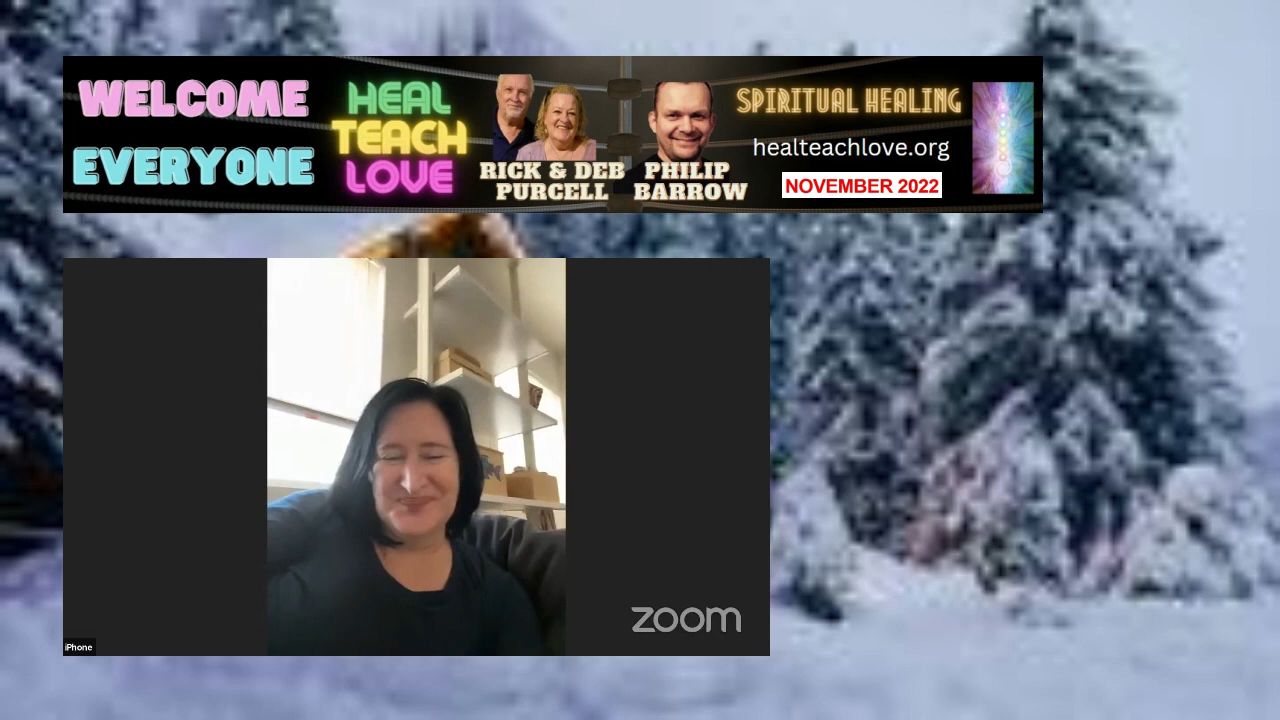 WELCOME
EVERYONE
HEAL
TEACH
LOVE
RICK & DEB
PURCELL
PHILIP
BARROW
SPIRITUAL HEALING
healteachlove.org
NOVEMBER 2022
zoom
iPhone